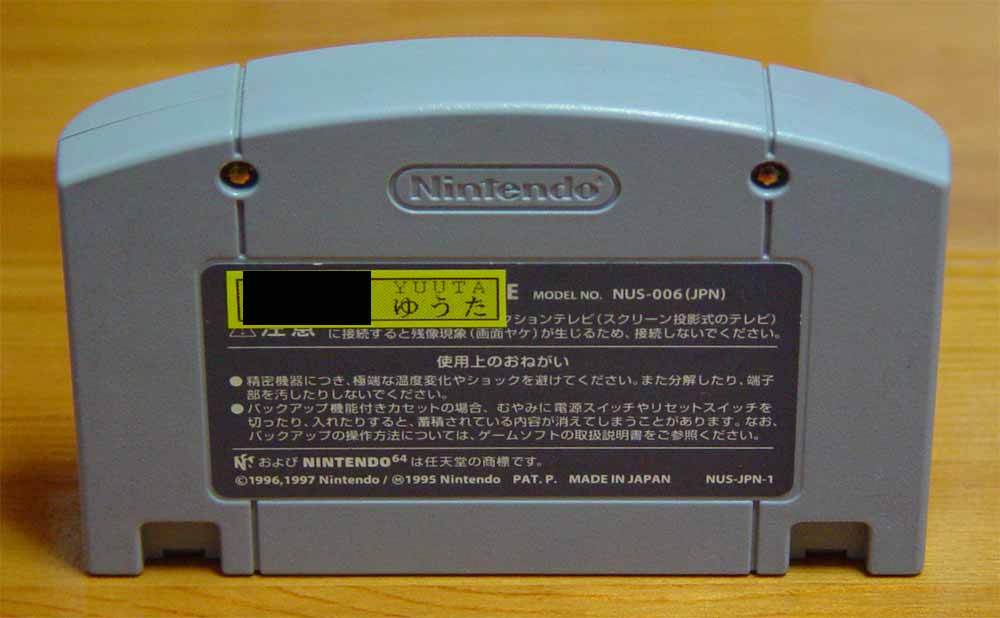 Nintendo
YUUTA
ゆうた
E MODEL NO. NUS-006(JPN)
クションテレビ(スクリーン投影式のテレビ)
注意 に接続すると残像現象(画面ヤケ)が生じるため、接続しないでください。
使用上のおねがい
●精密機器につき、極端な温度変化やショックを避けてください。また分解したり、端子
部を汚したりしないでください。
●バックアップ機能付きカセットの場合、むやみに電源スイッチやリセットスイッチを
切ったり、入れたりすると、蓄積されている内容が消えてしまうことがあります。なお、
バックアップの操作方法については、ゲームソフトの取扱説明書をご参照ください。
および NINTENDO64 は任天堂の商標です。
©1996,1997 Nintendo / Ⓜ1995 Nintendo PAT. P. MADE IN JAPAN NUS-JPN-1